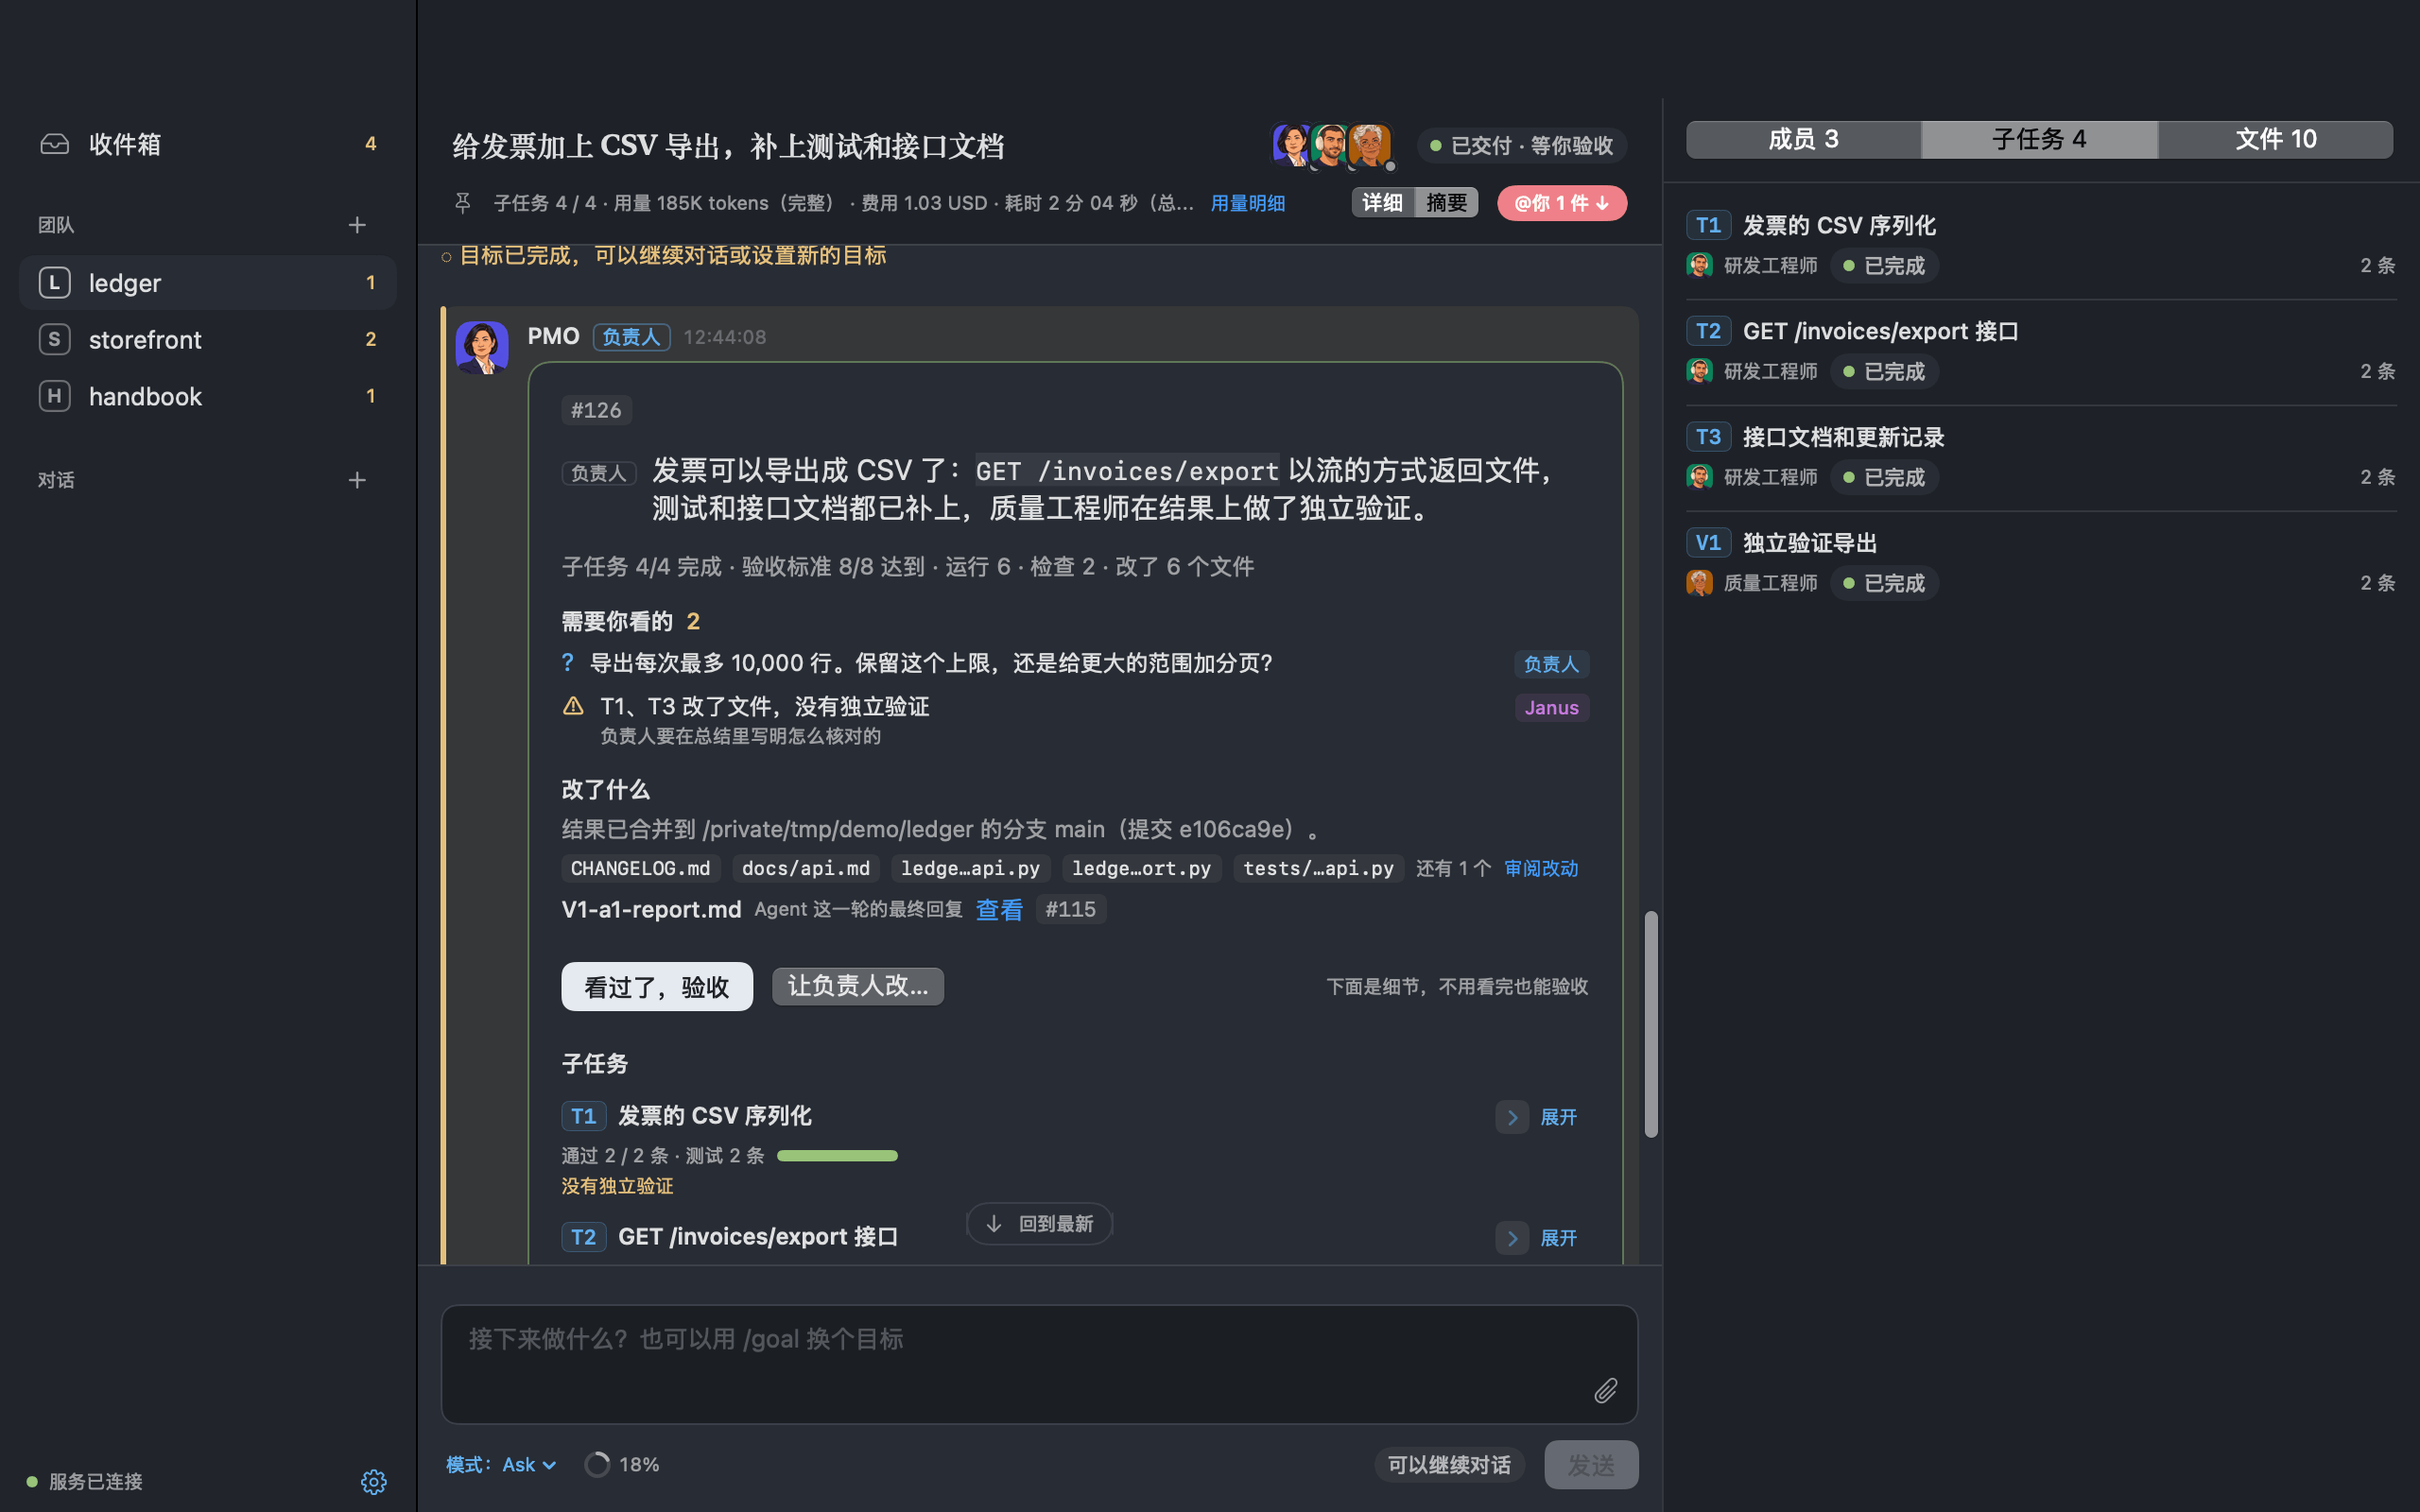 收件箱 4
团队
L ledger 1
S storefront 2
H handbook 1
对话
服务已连接
给发票加上 CSV 导出，补上测试和接口文档
已交付 · 等你验收
子任务 4 / 4 · 用量 185K tokens（完整） · 费用 1.03 USD · 耗时 2 分 04 秒（总… 用量明细
详细 摘要
@你 1 件 ↓
目标已完成，可以继续对话或设置新的目标
PMO 负责人 12:44:08
#126
负责人 发票可以导出成 CSV 了：GET /invoices/export 以流的方式返回文件，
测试和接口文档都已补上，质量工程师在结果上做了独立验证。
子任务 4/4 完成 · 验收标准 8/8 达到 · 运行 6 · 检查 2 · 改了 6 个文件
需要你看的 2
? 导出每次最多 10,000 行。保留这个上限，还是给更大的范围加分页？ 负责人
T1、T3 改了文件，没有独立验证 Janus
负责人要在总结里写明怎么核对的
改了什么
结果已合并到 /private/tmp/demo/ledger 的分支 main（提交 e106ca9e）。
CHANGELOG.md docs/api.md ledge…api.py ledge…ort.py tests/…api.py 还有 1 个 审阅改动
V1-a1-report.md Agent 这一轮的最终回复 查看 #115
看过了，验收 让负责人改… 下面是细节，不用看完也能验收
子任务
T1 发票的 CSV 序列化 展开
通过 2 / 2 条 · 测试 2 条
没有独立验证
↓ 回到最新
T2 GET /invoices/export 接口 展开
接下来做什么？也可以用 /goal 换个目标
模式：Ask 18% 可以继续对话 发送
成员 3 子任务 4 文件 10
T1 发票的 CSV 序列化
研发工程师 已完成 2 条
T2 GET /invoices/export 接口
研发工程师 已完成 2 条
T3 接口文档和更新记录
研发工程师 已完成 2 条
V1 独立验证导出
质量工程师 已完成 2 条